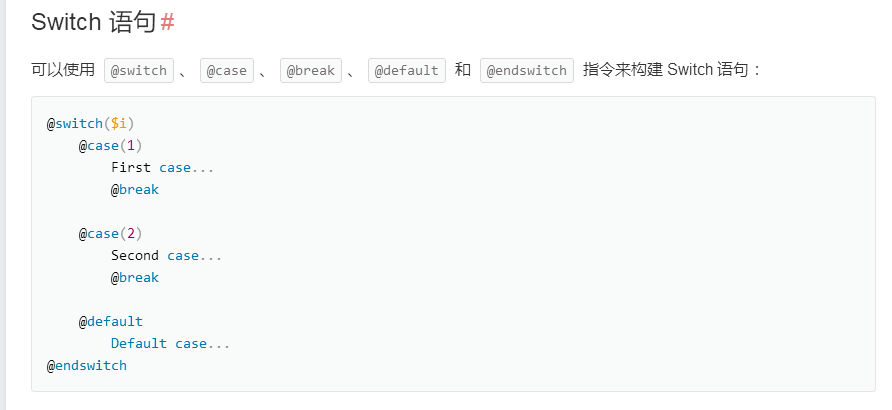 Switch 语句#
可以使用 @switch 、 @case 、 @break 、 @default 和 @endswitch 指令来构建 Switch 语句：
@switch($i)
    @case(1)
        First case...
        @break

    @case(2)
        Second case...
        @break

    @default
        Default case...
@endswitch